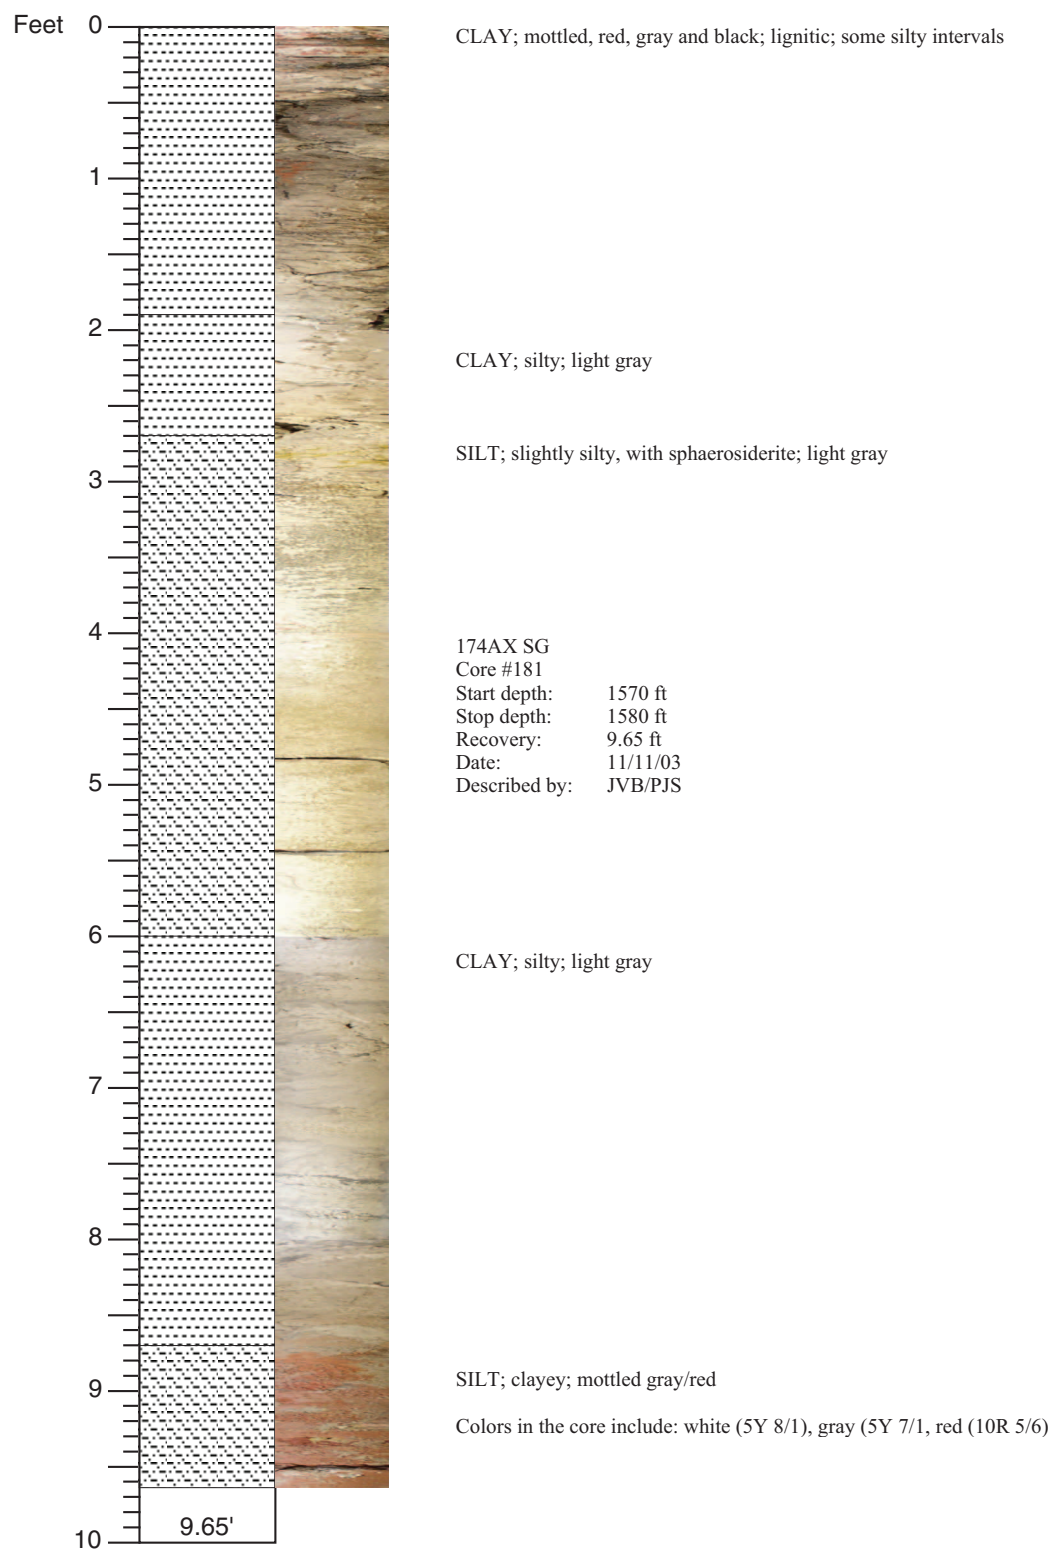 Feet 0
CLAY; mottled, red, gray and black; lignitic; some silty intervals
1
2
CLAY; silty; light gray
SILT; slightly silty, with sphaerosiderite; light gray
3
4
174AX SG
Core #181
Start depth: 1570 ft
Stop depth: 1580 ft
Recovery: 9.65 ft
Date: 11/11/03
Described by: JVB/PJS
5
6
CLAY; silty; light gray
7
8
SILT; clayey; mottled gray/red
9
Colors in the core include: white (5Y 8/1), gray (5Y 7/1, red (10R 5/6)
9.65'
10